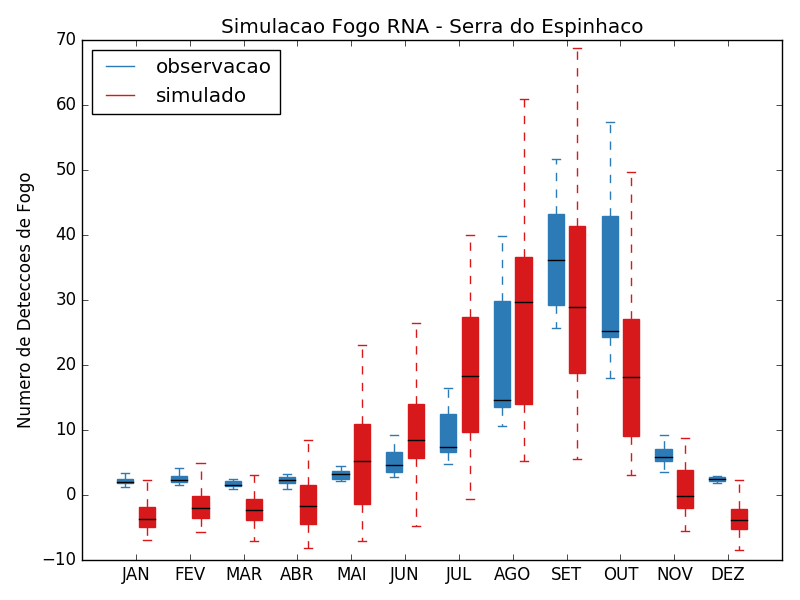 Simulacao Fogo RNA - Serra do Espinhaco
observacao
simulado
Numero de Deteccoes de Fogo
70
60
50
40
30
20
10
0
−10
JAN FEV MAR ABR MAI JUN JUL AGO SET OUT NOV DEZ